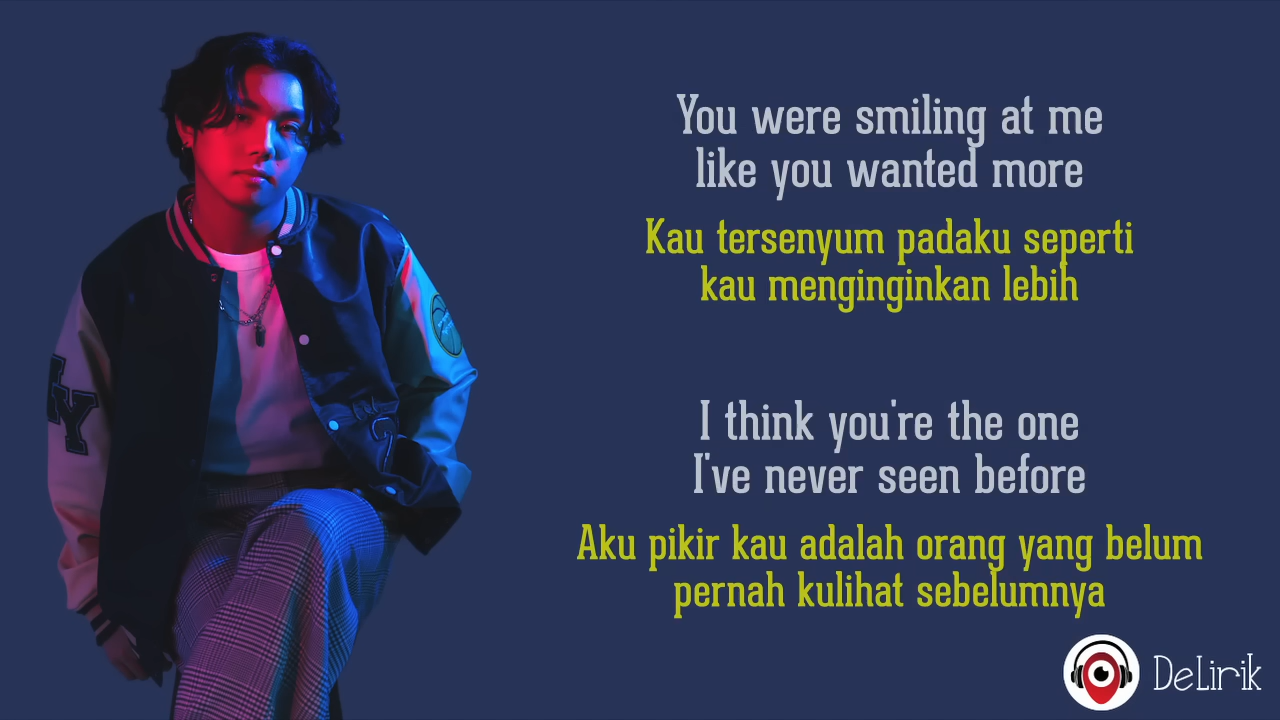 You were smiling at me
like you wanted more
Kau tersenyum padaku seperti
kau menginginkan lebih
I think you're the one
I've never seen before
Aku pikir kau adalah orang yang belum
pernah kulihat sebelumnya
DeLirik